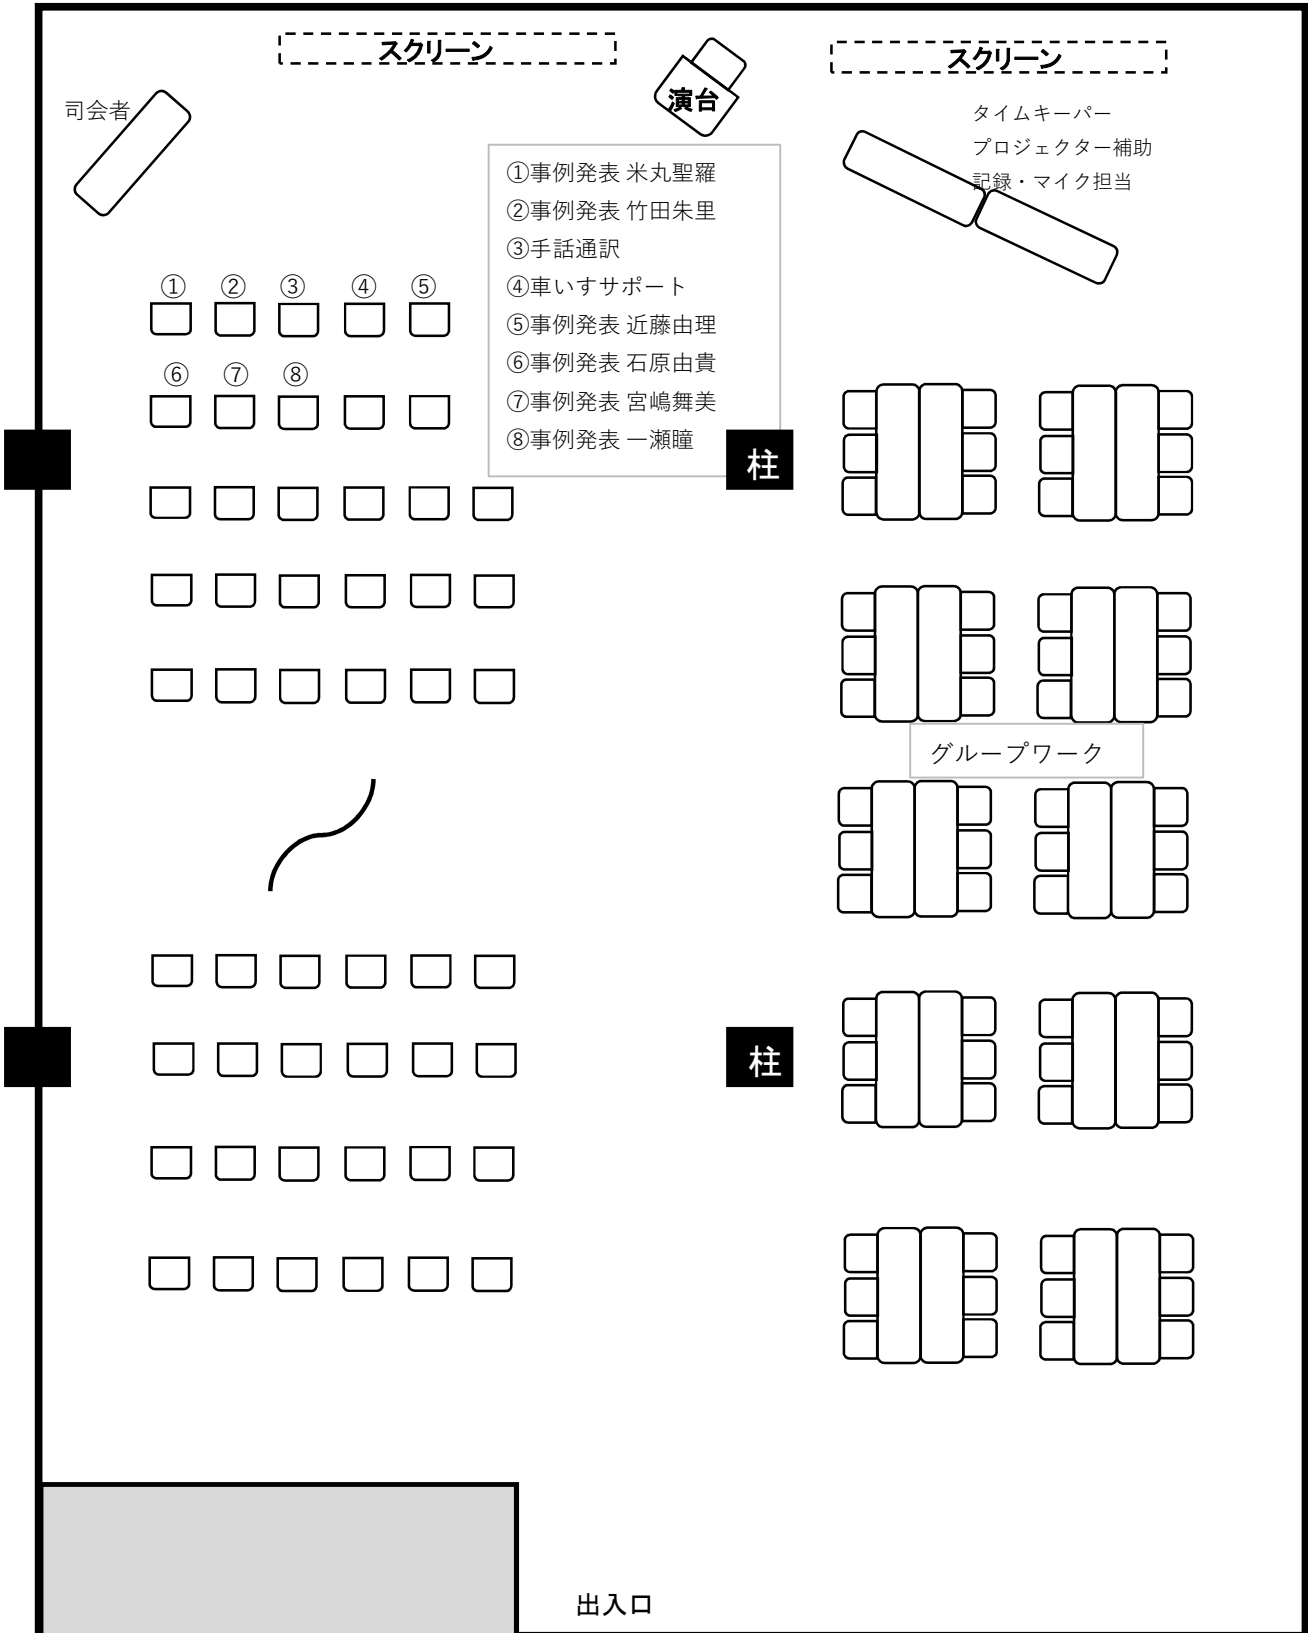 スクリーン
スクリーン
演台
司会者
タイムキーパー
プロジェクター補助
記録・マイク担当
①事例発表 米丸聖羅
②事例発表 竹田朱里
③手話通訳
④車いすサポート
⑤事例発表 近藤由理
⑥事例発表 石原由貴
⑦事例発表 宮嶋舞美
⑧事例発表 一瀬瞳
① ② ③ ④ ⑤
⑥ ⑦ ⑧
柱
グループワーク
柱
出入口